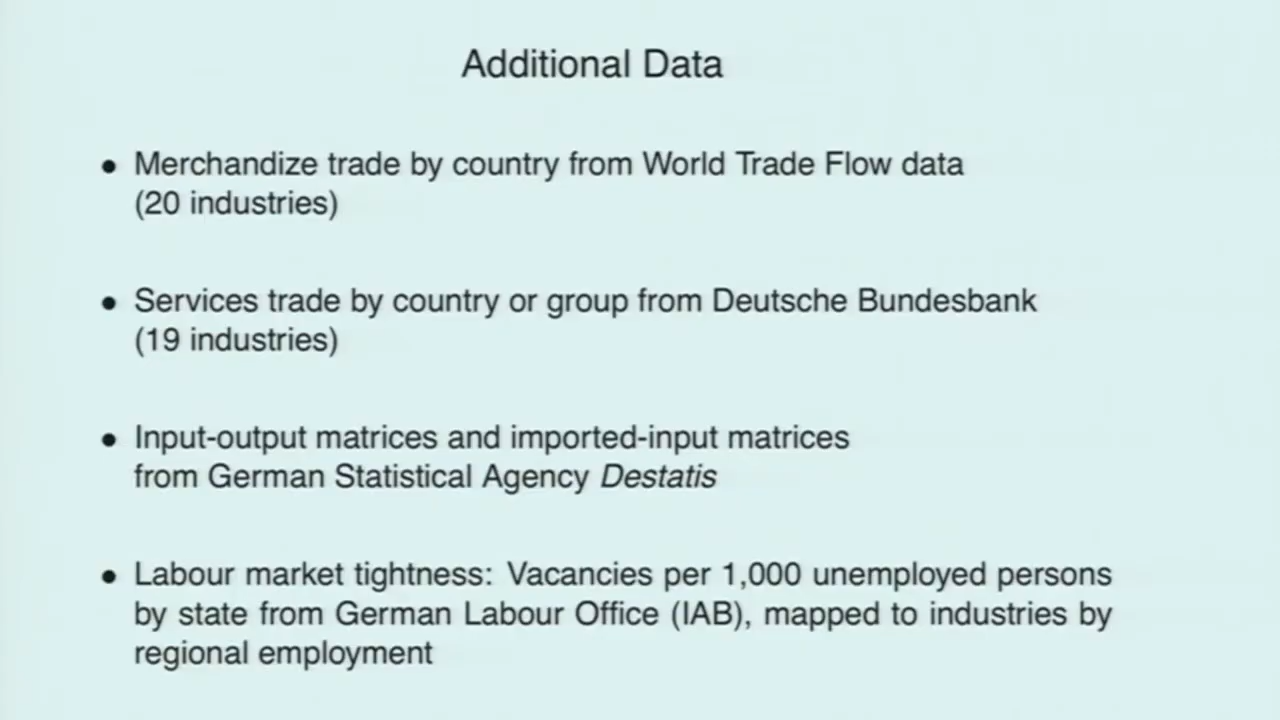 Additional Data
• Merchandize trade by country from World Trade Flow data
(20 industries)
• Services trade by country or group from Deutsche Bundesbank
(19 industries)
• Input-output matrices and imported-input matrices
from German Statistical Agency Destatis
• Labour market tightness: Vacancies per 1,000 unemployed persons
by state from German Labour Office (IAB), mapped to industries by
regional employment